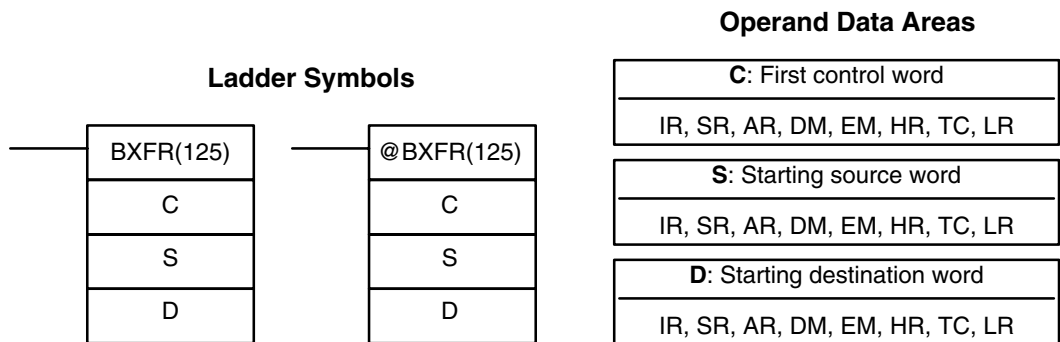 Ladder Symbols
BXFR(125)
C
S
D
@BXFR(125)
C
S
D
Operand Data Areas
C: First control word
IR, SR, AR, DM, EM, HR, TC, LR
S: Starting source word
IR, SR, AR, DM, EM, HR, TC, LR
D: Starting destination word
IR, SR, AR, DM, EM, HR, TC, LR